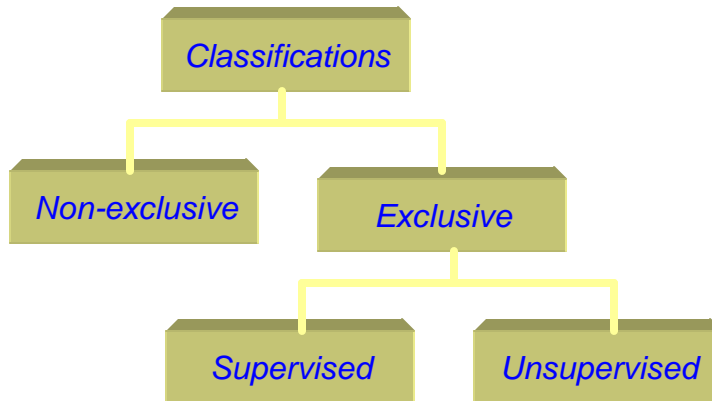 Classifications
Non-exclusive
Exclusive
Supervised
Unsupervised